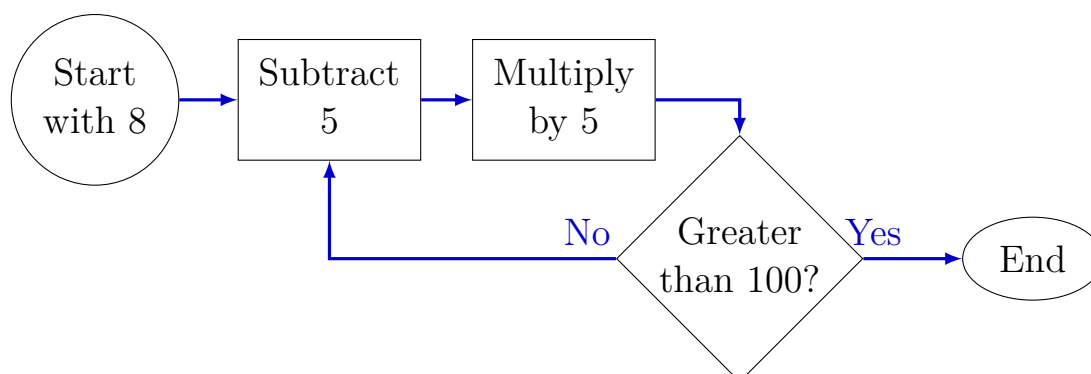 Start
with 8
Subtract
5
Multiply
by 5
No
Greater
than 100?
Yes
End